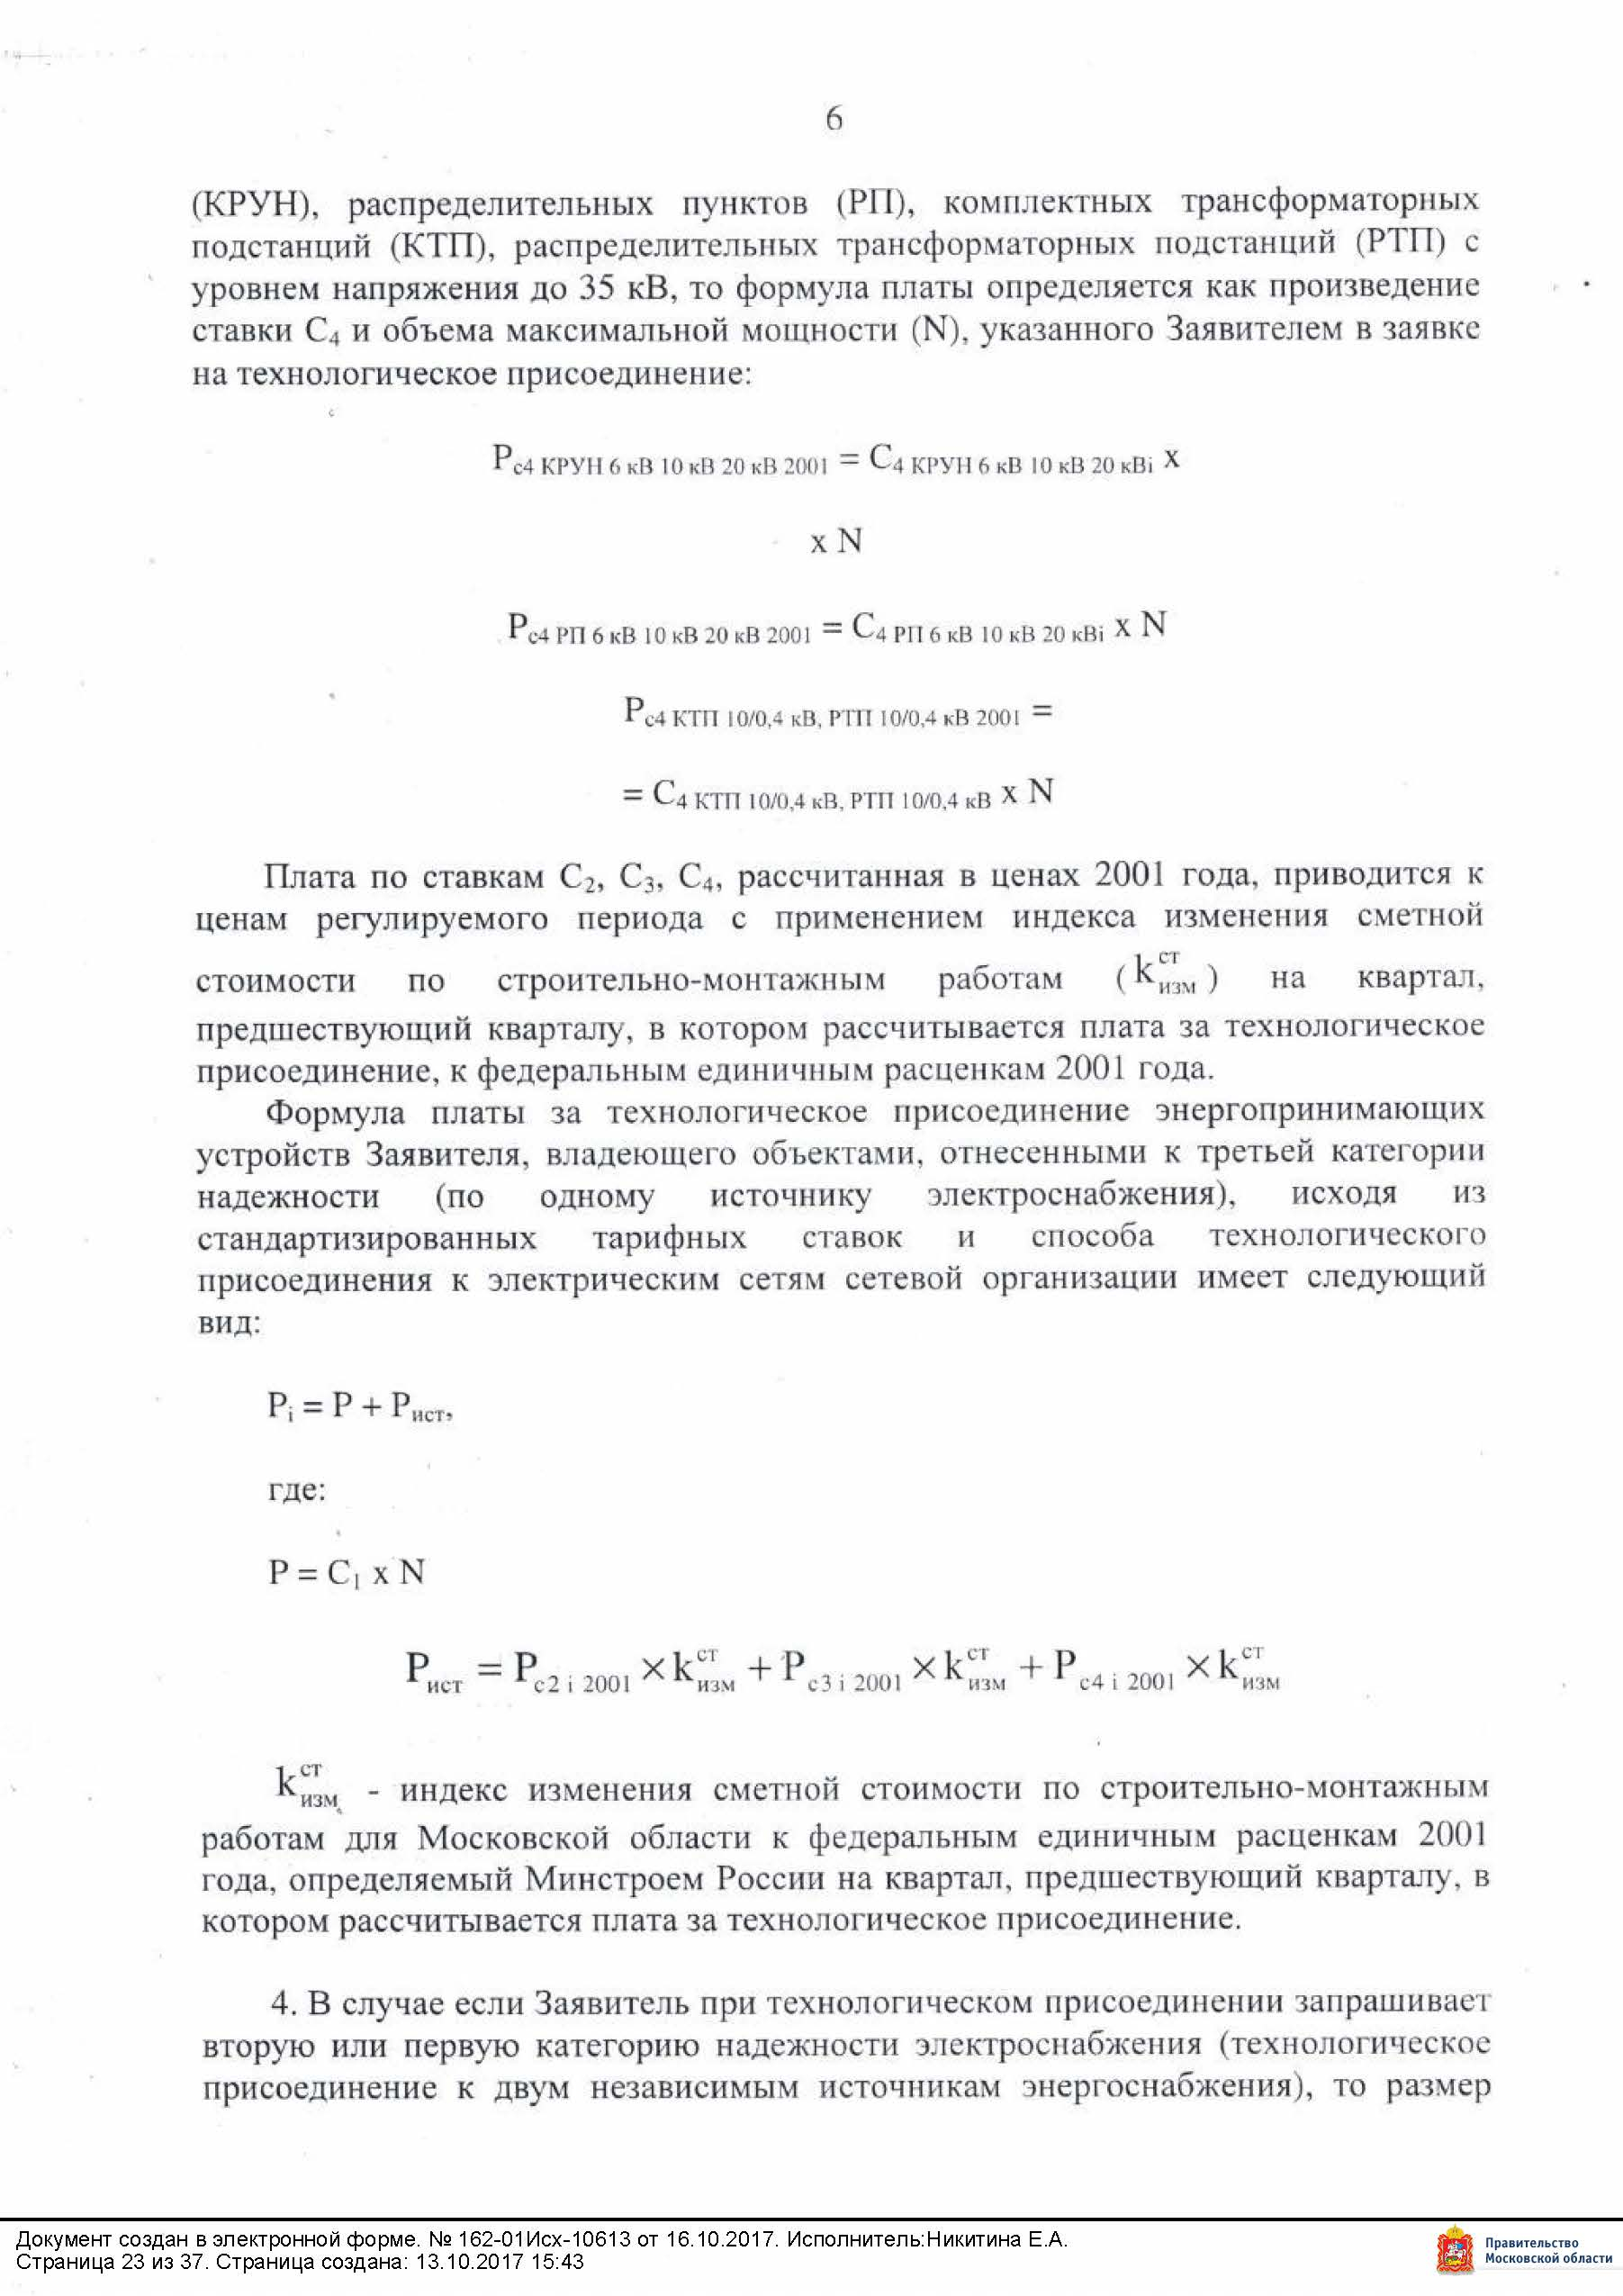 6
(КРУН), распределительных пунктов (РП), комплектных трансформаторных
подстанций (КТП), распределительных трансформаторных подстанций (РТП) с
уровнем напряжения до 35 кВ, то формула платы определяется как произведение
ставки С₄ и объема максимальной мощности (N), указанного Заявителем в заявке
на технологическое присоединение:
Pс4 КРУН 6 кВ 10 кВ 20 кВ 2001 = C4 КРУН 6 кВ 10 кВ 20 кВi x
x N
Pс4 РП 6 кВ 10 кВ 20 кВ 2001 = C4 РП 6 кВ 10 кВ 20 кВi x N
Pс4 КТП 10/0,4 кВ, РТП 10/0,4 кВ 2001 =
= C4 КТП 10/0,4 кВ, РТП 10/0,4 кВ x N
Плата по ставкам С₂, С₃, С₄, рассчитанная в ценах 2001 года, приводится к
ценам регулируемого периода с применением индекса изменения сметной
стоимости по строительно-монтажным работам (k ст изм) на квартал,
предшествующий кварталу, в котором рассчитывается плата за технологическое
присоединение, к федеральным единичным расценкам 2001 года.
Формула платы за технологическое присоединение энергопринимающих
устройств Заявителя, владеющего объектами, отнесенными к третьей категории
надежности (по одному источнику электроснабжения), исходя из
стандартизированных тарифных ставок и способа технологического
присоединения к электрическим сетям сетевой организации имеет следующий
вид:
Pi = P + Pист,
где:
P = C₁ x N
Pист = Pс2 i 2001 × k ст изм + Pс3 i 2001 × k ст изм + Pс4 i 2001 × k ст изм
k ст изм - индекс изменения сметной стоимости по строительно-монтажным
работам для Московской области к федеральным единичным расценкам 2001
года, определяемый Минстроем России на квартал, предшествующий кварталу, в
котором рассчитывается плата за технологическое присоединение.
4. В случае если Заявитель при технологическом присоединении запрашивает
вторую или первую категорию надежности электроснабжения (технологическое
присоединение к двум независимым источникам энергоснабжения), то размер
Документ создан в электронной форме. № 162-01Исх-10613 от 16.10.2017. Исполнитель:Никитина Е.А.
Страница 23 из 37. Страница создана: 13.10.2017 15:43
Правительство
Московской области